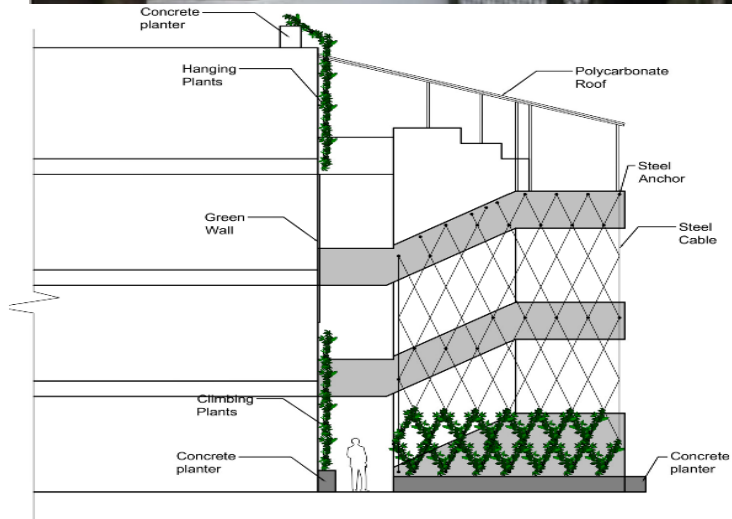 Concrete
planter
Hanging
Plants
Polycarbonate
Roof
Steel
Anchor
Green
Wall
Steel
Cable
Climbing
Plants
Concrete
planter
Concrete
planter